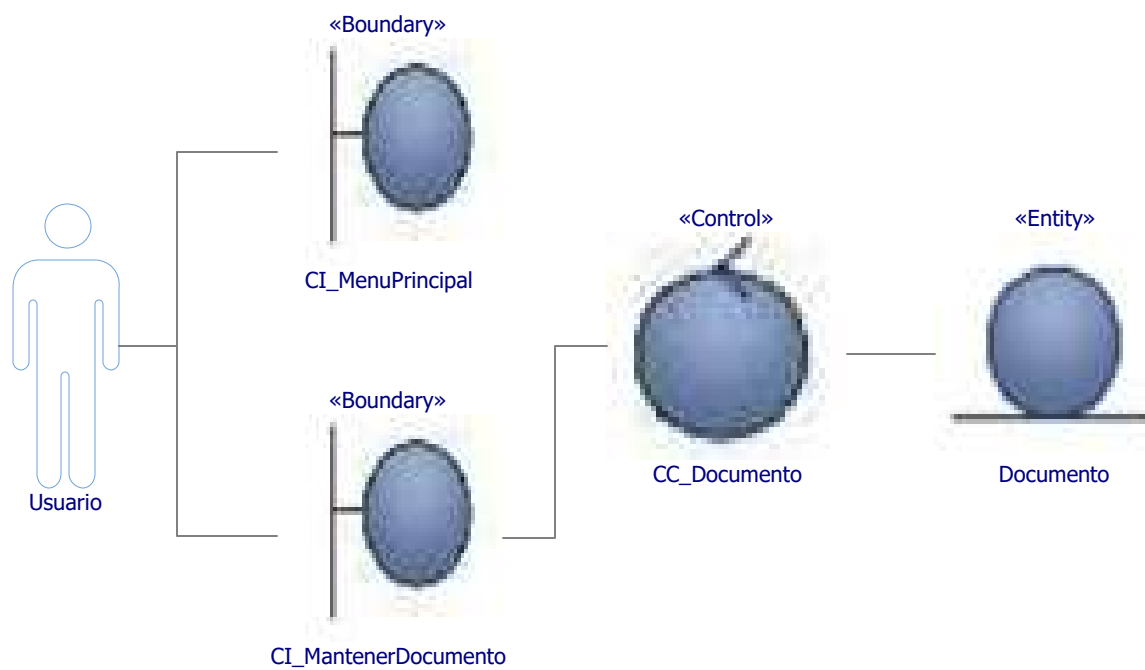 «Boundary»
CI_MenuPrincipal
Usuario
«Boundary»
CI_MantenerDocumento
«Control»
CC_Documento
«Entity»
Documento